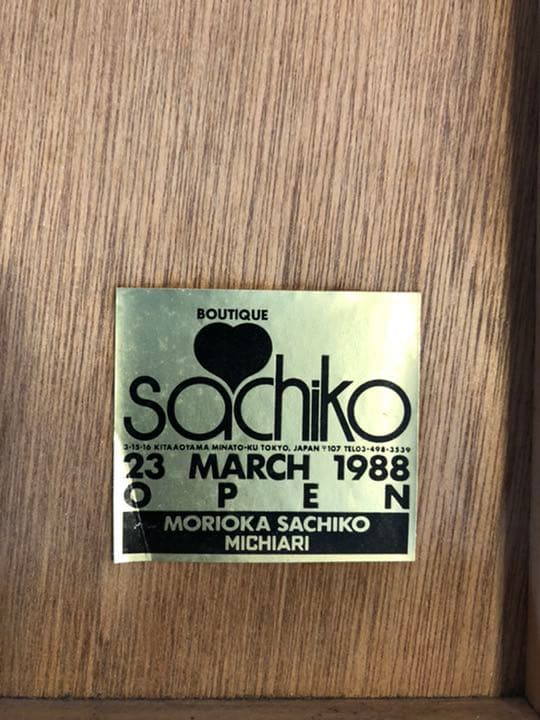 BOUTIQUE
sachiko
3-15-16 KITAAOYAMA MINATO-KU TOKYO, JAPAN 〒107 TEL03-498-3539
23 MARCH 1988
OPEN
MORIOKA SACHIKO
MICHIARI